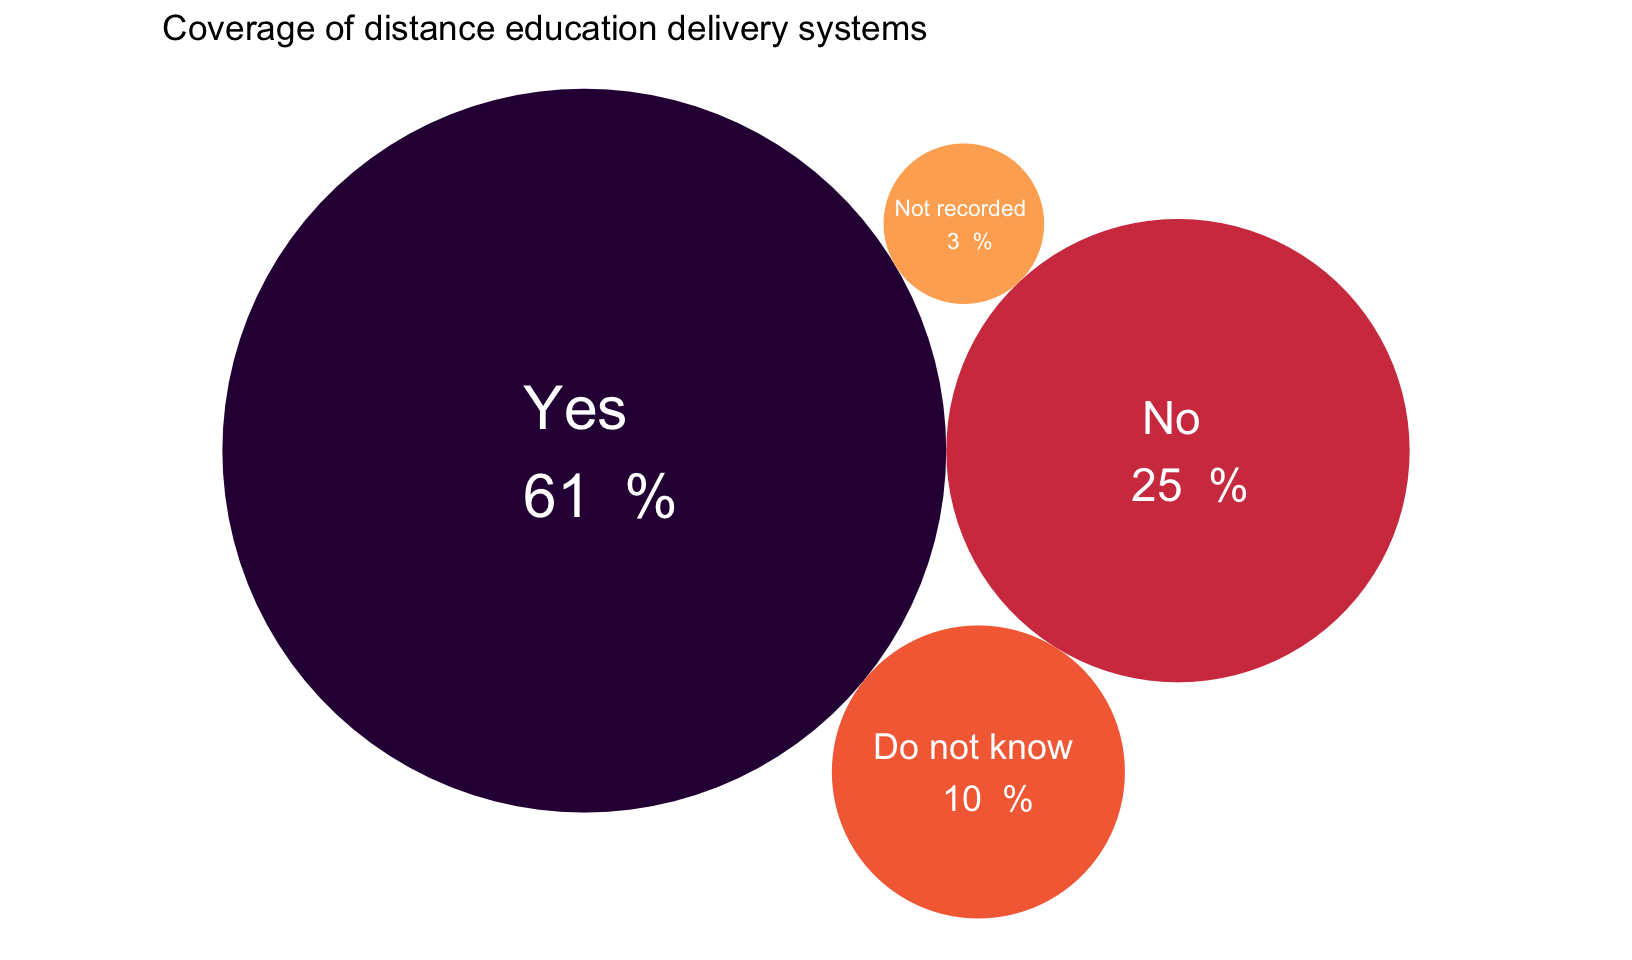 Coverage of distance education delivery systems
Not recorded
3 %
Yes
61 %
No
25 %
Do not know
10 %